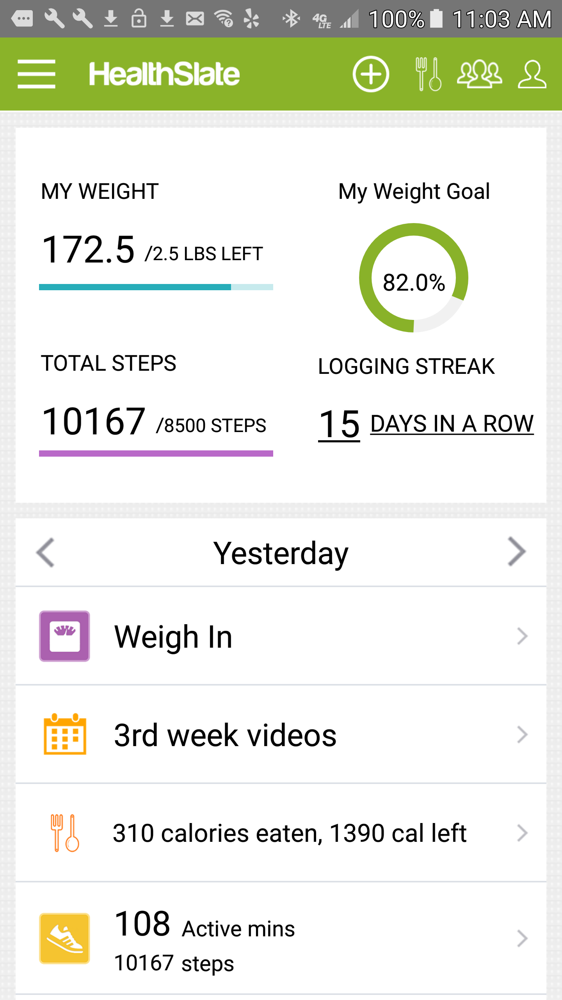 4G LTE 100% 11:03 AM
HealthSlate
MY WEIGHT
172.5 /2.5 LBS LEFT
My Weight Goal
82.0%
TOTAL STEPS
10167 /8500 STEPS
LOGGING STREAK
15 DAYS IN A ROW
Yesterday
Weigh In
3rd week videos
310 calories eaten, 1390 cal left
108 Active mins
10167 steps